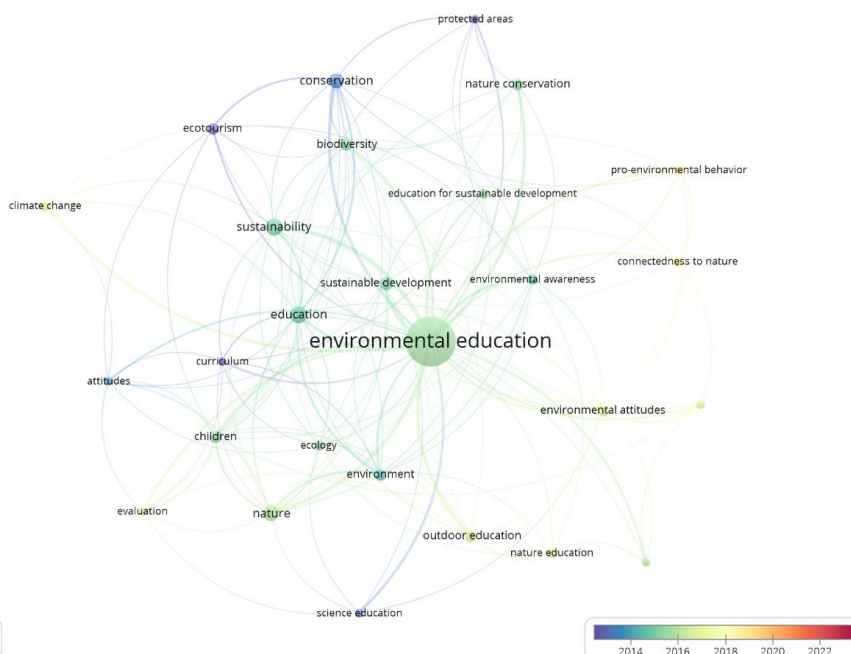 protected areas
conservation
nature conservation
ecotourism
biodiversity
pro-environmental behavior
education for sustainable development
climate change
sustainability
connectedness to nature
sustainable development
environmental awareness
education
environmental education
curriculum
attitudes
environmental attitudes
children
ecology
environment
evaluation
nature
outdoor education
nature education
science education
2014 2016 2018 2020 2022